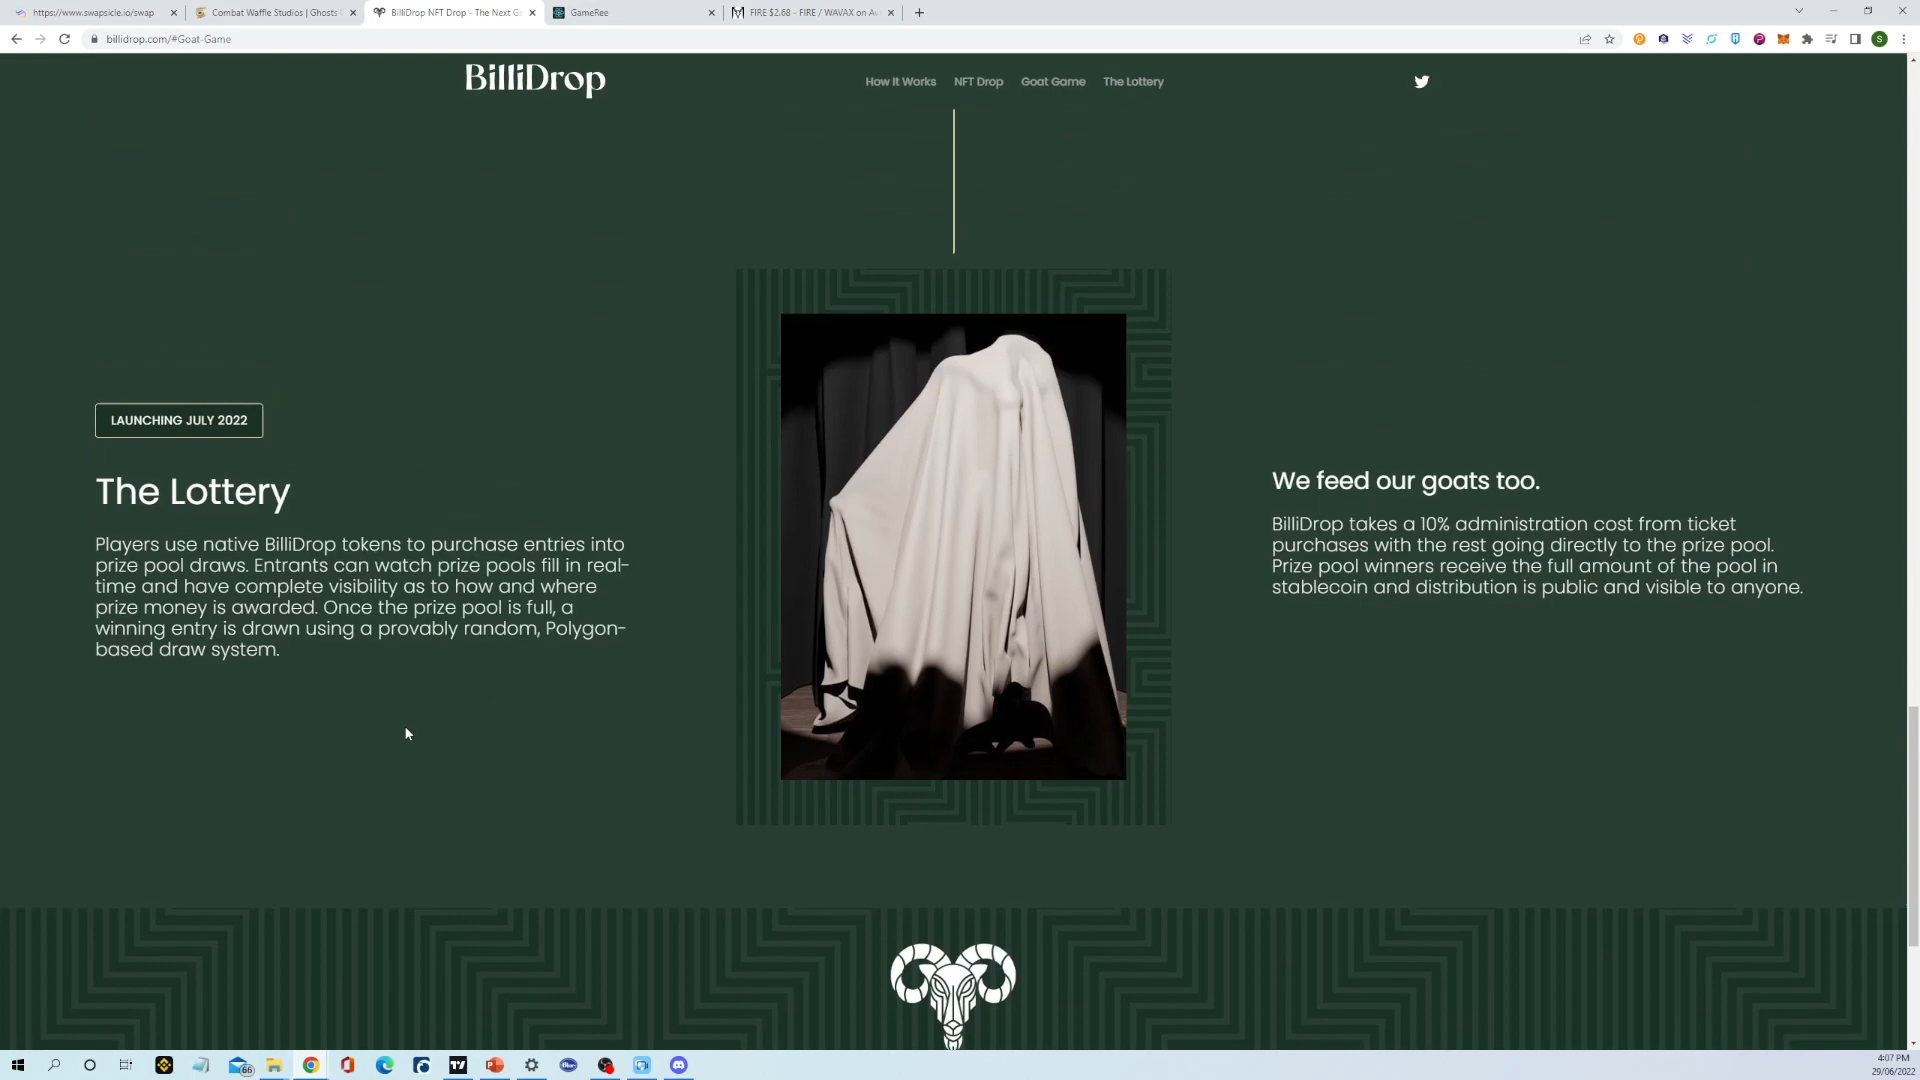 https://www.swapsicle.io/swap
Combat Waffle Studios | Ghosts
BilliDrop NFT Drop - The Next G
GameRee
FIRE $2.68 - FIRE / WAVAX on
billidrop.com/#Goat-Game
S
BilliDrop
How It Works
NFT Drop
Goat Game
The Lottery
LAUNCHING JULY 2022
The Lottery
Players use native BilliDrop tokens to purchase entries into
prize pool draws. Entrants can watch prize pools fill in real-
time and have complete visibility as to how and where
prize money is awarded. Once the prize pool is full, a
winning entry is drawn using a provably random, Polygon-
based draw system.
We feed our goats too.
BilliDrop takes a 10% administration cost from ticket
purchases with the rest going directly to the prize pool.
Prize pool winners receive the full amount of the pool in
stablecoin and distribution is public and visible to anyone.
66
4:07 PM
29/06/2022